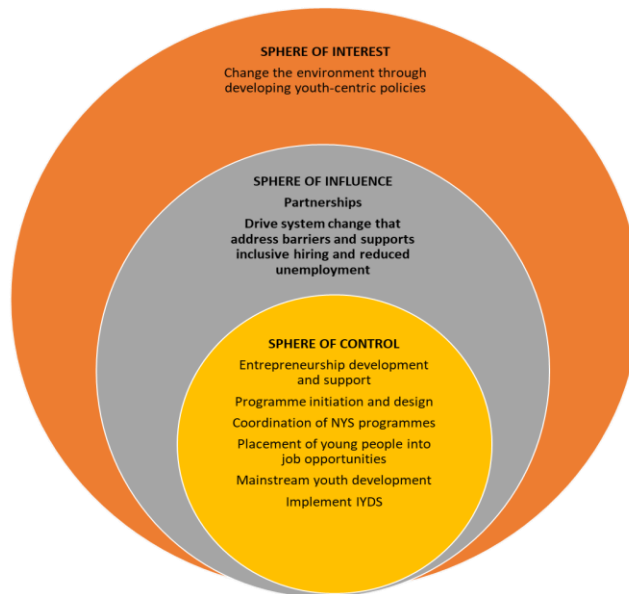 SPHERE OF INTEREST
Change the environment through
developing youth-centric policies
SPHERE OF INFLUENCE
Partnerships
Drive system change that
address barriers and supports
inclusive hiring and reduced
unemployment
SPHERE OF CONTROL
Entrepreneurship development
and support
Programme initiation and design
Coordination of NYS programmes
Placement of young people into
job opportunities
Mainstream youth development
Implement IYDS